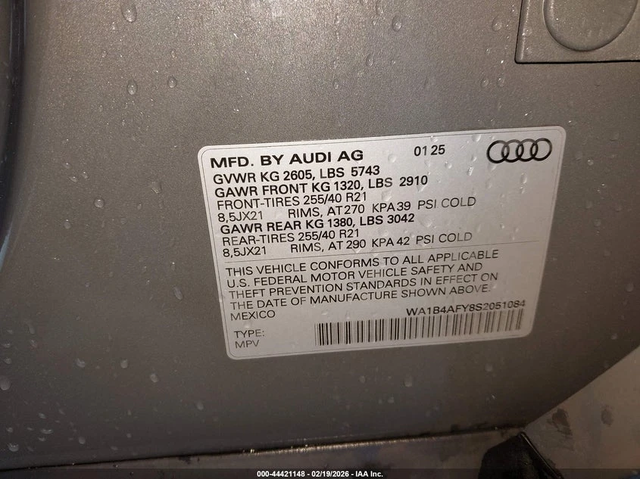 MFD. BY AUDI AG 01 25
GVWR KG 2605, LBS 5743
GAWR FRONT KG 1320, LBS 2910
FRONT-TIRES 255/40 R21
8,5JX21 RIMS, AT 270 KPA 39 PSI COLD
GAWR REAR KG 1380, LBS 3042
REAR-TIRES 255/40 R21
8,5JX21 RIMS, AT 290 KPA 42 PSI COLD
THIS VEHICLE CONFORMS TO ALL APPLICABLE
U.S. FEDERAL MOTOR VEHICLE SAFETY AND
THEFT PREVENTION STANDARDS IN EFFECT ON
THE DATE OF MANUFACTURE SHOWN ABOVE.
MEXICO WA1B4AFY8S2051084
TYPE:
MPV
000-44421148 - 02/19/2026 - IAA Inc.